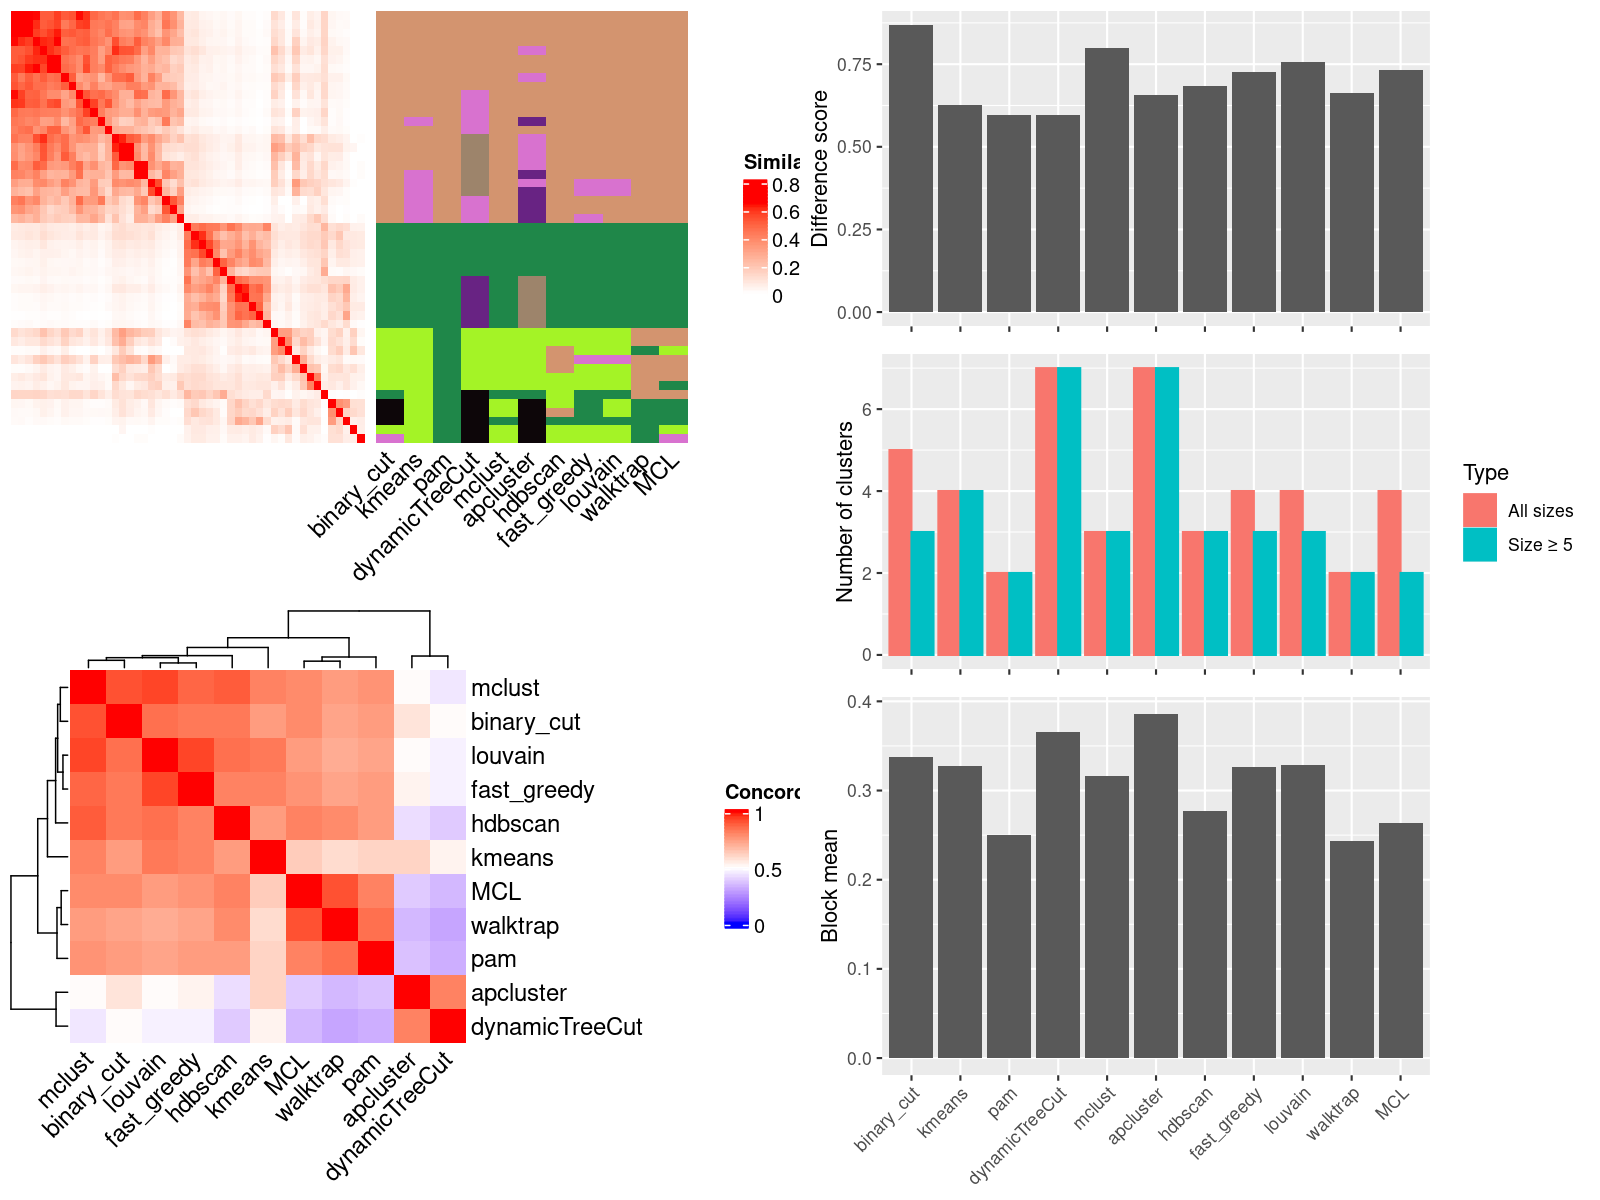 Simila
0.8
0.6
0.4
0.2
0
binary_cut
kmeans
pam
dynamicTreeCut
mclust
apcluster
hdbscan
fast_greedy
louvain
walktrap
MCL
mclust
binary_cut
louvain
fast_greedy
hdbscan
kmeans
MCL
walktrap
pam
apcluster
dynamicTreeCut
mclust
binary_cut
louvain
fast_greedy
hdbscan
kmeans
MCL
walktrap
pam
apcluster
dynamicTreeCut
Concord
1
0.5
0
Difference score
0.75
0.50
0.25
0.00
Number of clusters
6
4
2
0
Type
All sizes
Size ≥ 5
Block mean
0.4
0.3
0.2
0.1
0.0
binary_cut
kmeans
pam
dynamicTreeCut
mclust
apcluster
hdbscan
fast_greedy
louvain
walktrap
MCL